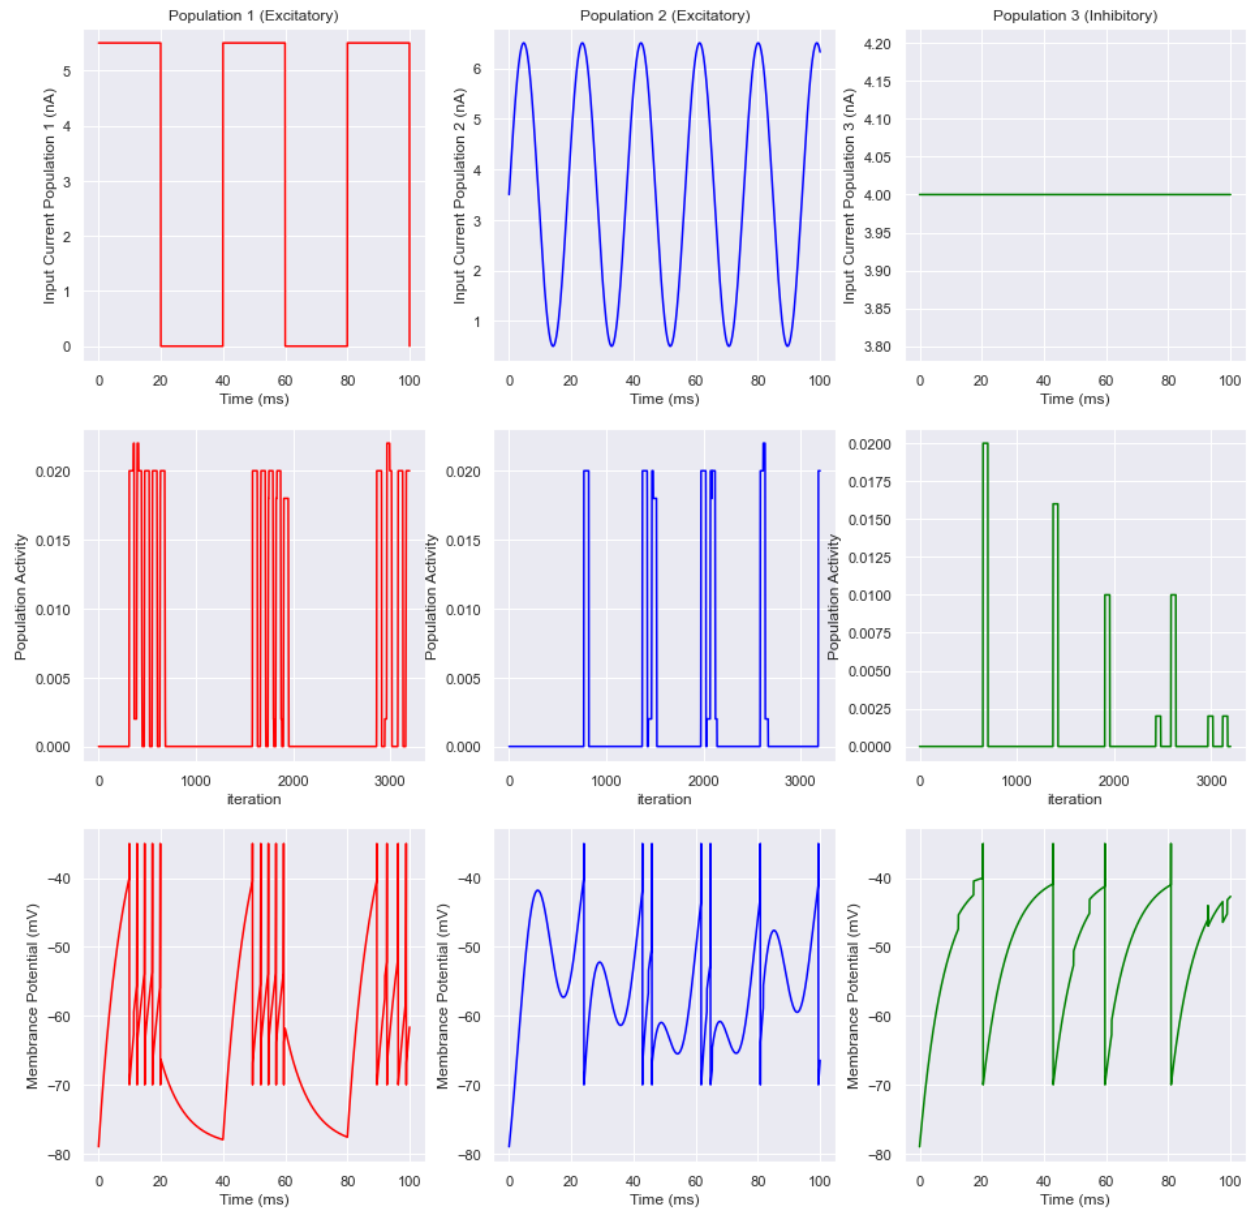 Population 1 (Excitatory)
Population 2 (Excitatory)
Population 3 (Inhibitory)
Input Current Population 1 (nA)
5
4
3
2
1
0
0 20 40 60 80 100
Time (ms)
Input Current Population 2 (nA)
6
5
4
3
2
1
0 20 40 60 80 100
Time (ms)
Input Current Population 3 (nA)
4.20
4.15
4.10
4.05
4.00
3.95
3.90
3.85
3.80
0 20 40 60 80 100
Time (ms)
Population Activity
0.020
0.015
0.010
0.005
0.000
0 1000 2000 3000
iteration
Population Activity
0.020
0.015
0.010
0.005
0.000
0 1000 2000 3000
iteration
Population Activity
0.0200
0.0175
0.0150
0.0125
0.0100
0.0075
0.0050
0.0025
0.0000
0 1000 2000 3000
iteration
Membrance Potential (mV)
−40
−50
−60
−70
−80
0 20 40 60 80 100
Time (ms)
Membrance Potential (mV)
−40
−50
−60
−70
−80
0 20 40 60 80 100
Time (ms)
Membrance Potential (mV)
−40
−50
−60
−70
−80
0 20 40 60 80 100
Time (ms)